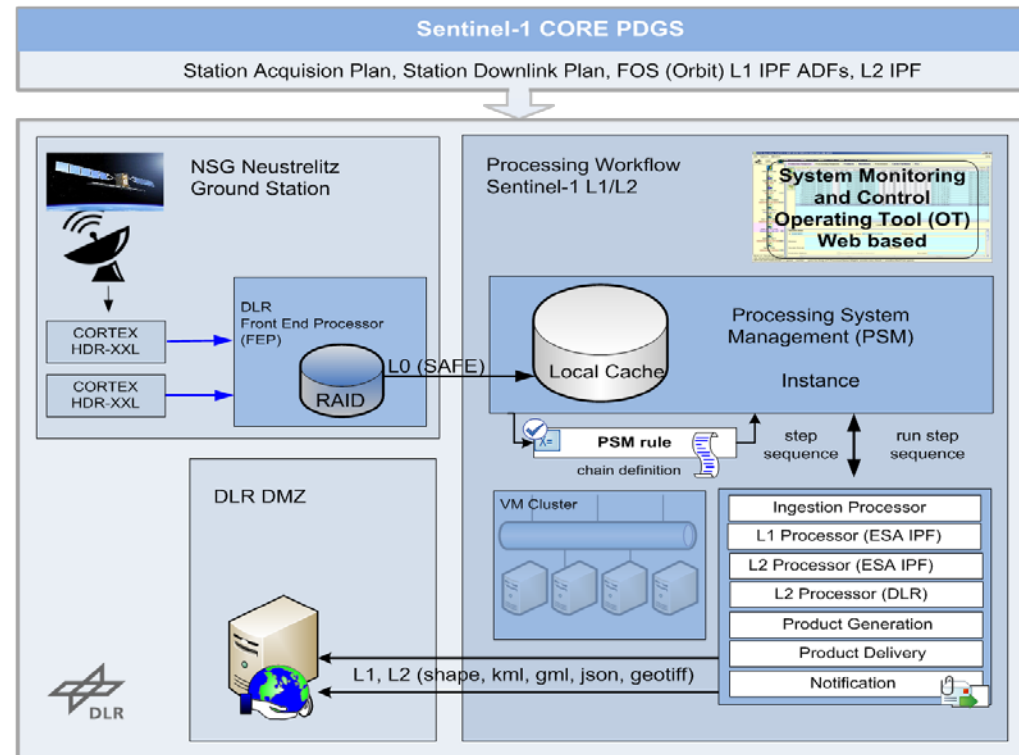 Sentinel-1 CORE PDGS
Station Acquision Plan, Station Downlink Plan, FOS (Orbit) L1 IPF ADFs, L2 IPF
NSG Neustrelitz
Ground Station
CORTEX
HDR-XXL
CORTEX
HDR-XXL
DLR
Front End Processor
(FEP)
RAID
L0 (SAFE)
Processing Workflow
Sentinel-1 L1/L2
System Monitoring
and Control
Operating Tool (OT)
Web based
Local Cache
Processing System
Management (PSM)
Instance
X=
PSM rule
chain definition
step
sequence
run step
sequence
VM Cluster
Ingestion Processor
L1 Processor (ESA IPF)
L2 Processor (ESA IPF)
L2 Processor (DLR)
Product Generation
Product Delivery
Notification
DLR DMZ
L1, L2 (shape, kml, gml, json, geotiff)
DLR